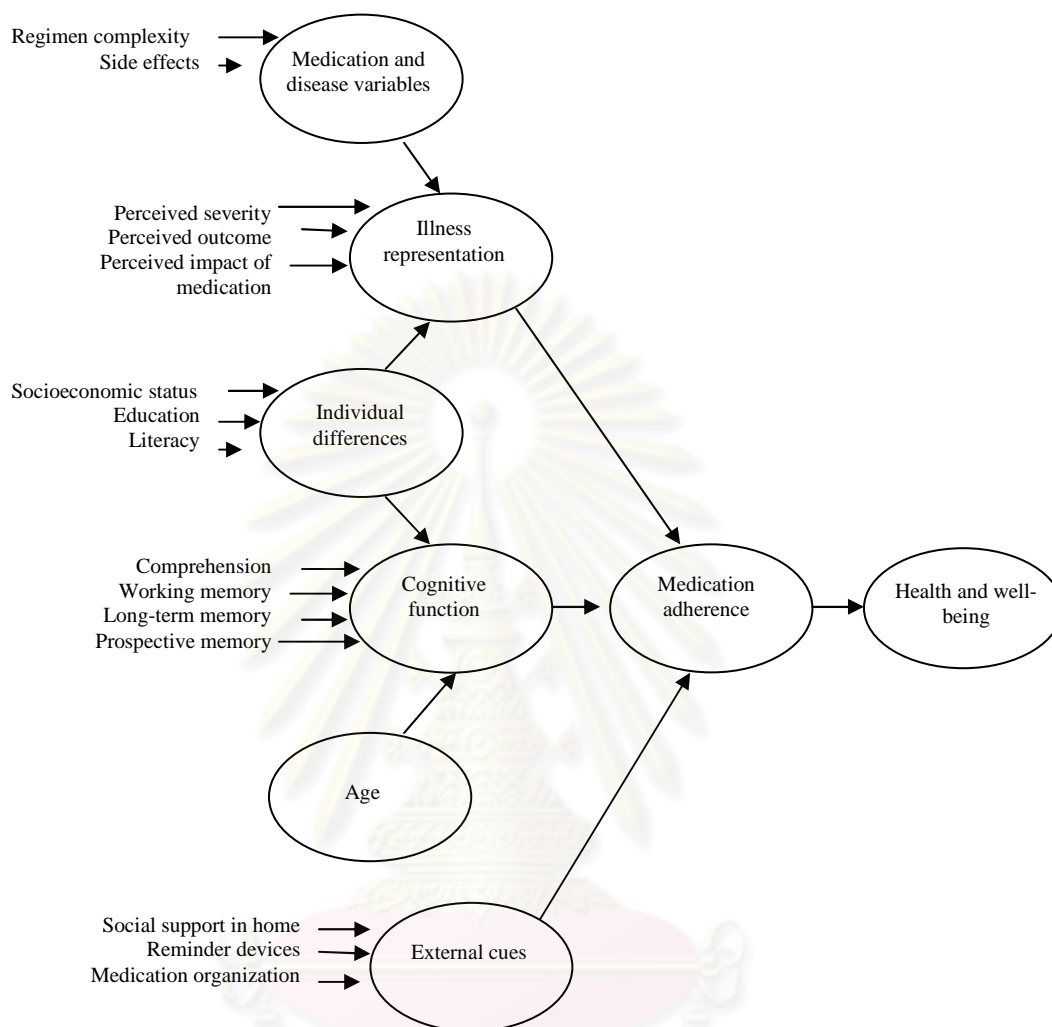 Regimen complexity
Side effects
Medication and
disease variables
Perceived severity
Perceived outcome
Perceived impact of
medication
Illness
representation
Socioeconomic status
Education
Literacy
Individual
differences
Comprehension
Working memory
Long-term memory
Prospective memory
Cognitive
function
Medication
adherence
Health and well-
being
Age
Social support in home
Reminder devices
Medication organization
External cues